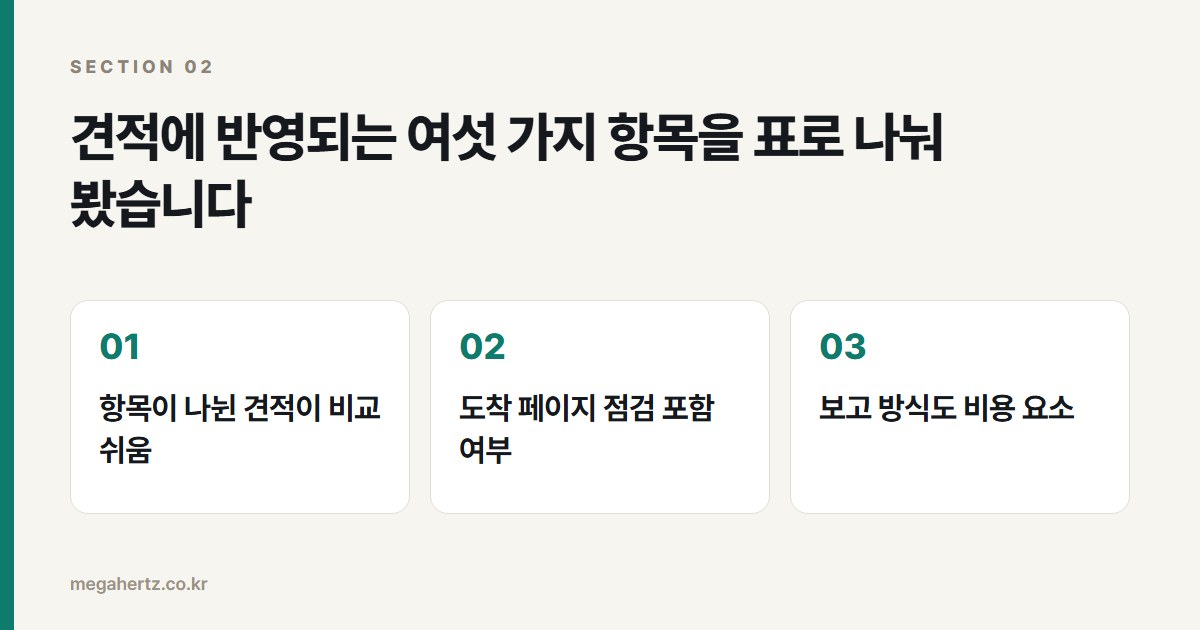 SECTION 02
견적에 반영되는 여섯 가지 항목을 표로 나눠
봤습니다
01
항목이 나뉜 견적이 비교
쉬움
02
도착 페이지 점검 포함
여부
03
보고 방식도 비용 요소
megahertz.co.kr